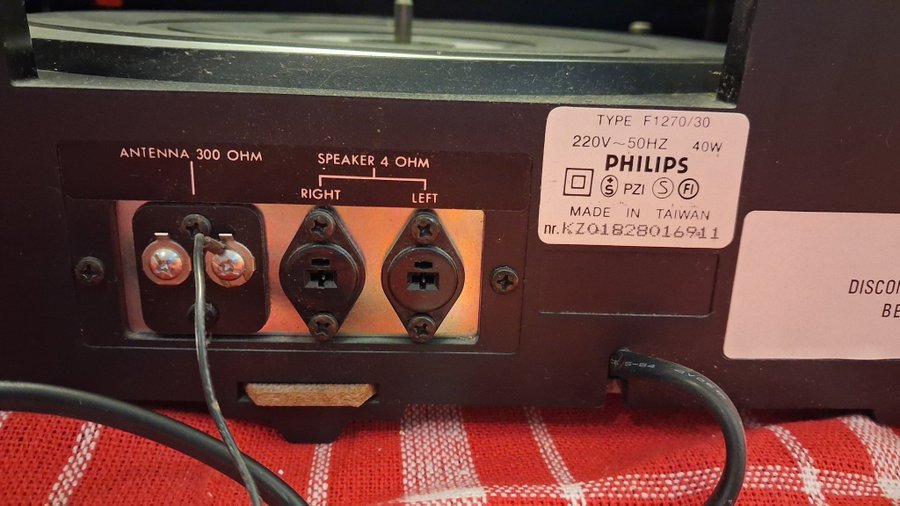 ANTENNA 300 OHM
SPEAKER 4 OHM
RIGHT
LEFT
TYPE F1270/30
220V~50HZ 40W
PHILIPS
S PZI S FI
MADE IN TAIWAN
nr.KZ01828016911
DISCO
BE